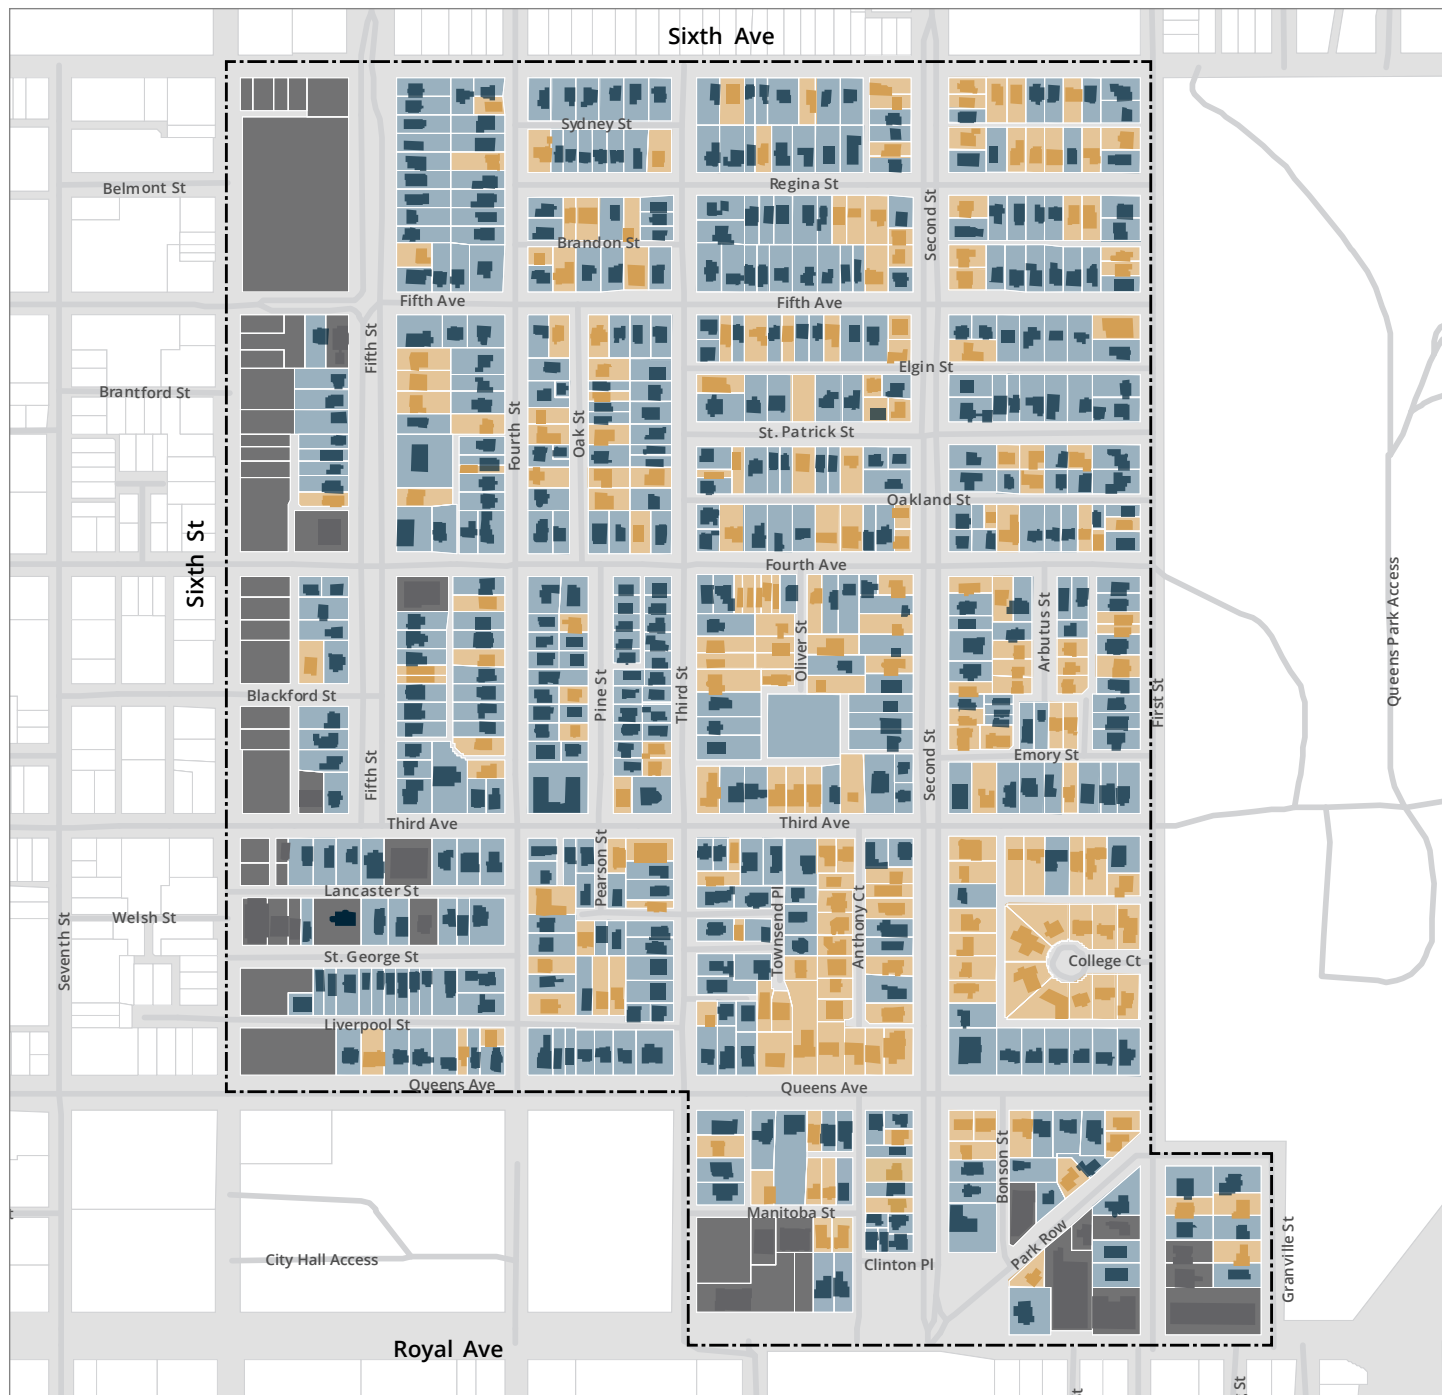 Sixth Ave
Sydney St
Belmont St
Regina St
Second St
Brandon St
Fifth Ave
Fifth Ave
Fifth St
Elgin St
Brantford St
Fourth St
Oak St
St. Patrick St
Oakland St
Sixth St
Fourth Ave
Queens Park Access
Arbutus St
Oliver St
Blackford St
Pine St
Third St
First St
Second St
Emory St
Fifth St
Third Ave
Third Ave
Pearson St
Lancaster St
Welsh St
Townsend Pl
Anthony Ct
Seventh St
St. George St
College Ct
Liverpool St
Queens Ave
Queens Ave
Bonson St
Manitoba St
Park Row
City Hall Access
Clinton Pl
Granville St
Royal Ave